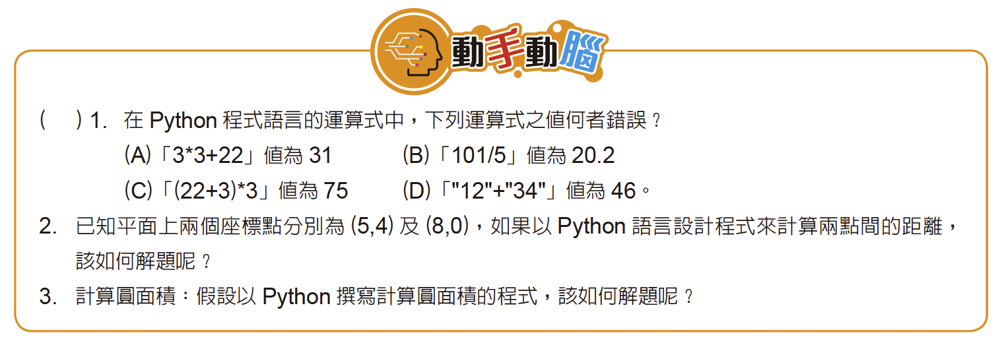 動手動腦
(　) 1. 在 Python 程式語言的運算式中，下列運算式之值何者錯誤？
(A)「3*3+22」值為 31 (B)「101/5」值為 20.2
(C)「(22+3)*3」值為 75 (D)「"12"+"34"」值為 46。
2. 已知平面上兩個座標點分別為 (5,4) 及 (8,0)，如果以 Python 語言設計程式來計算兩點間的距離，
該如何解題呢？
3. 計算圓面積：假設以 Python 撰寫計算圓面積的程式，該如何解題呢？